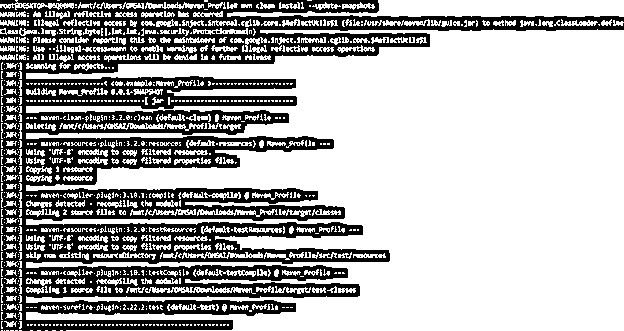 root@DESKTOP-B5QHMMD:/mnt/c/Users/OMSAI/Downloads/Maven_Profile# mvn clean install --update-snapshots
WARNING: An illegal reflective access operation has occurred
WARNING: Illegal reflective access by com.google.inject.internal.cglib.core.$ReflectUtils$1 (file:/usr/share/maven/lib/guice.jar) to method java.lang.ClassLoader.define
Class(java.lang.String,byte[],int,int,java.security.ProtectionDomain)
WARNING: Please consider reporting this to the maintainers of com.google.inject.internal.cglib.core.$ReflectUtils$1
WARNING: Use --illegal-access=warn to enable warnings of further illegal reflective access operations
WARNING: All illegal access operations will be denied in a future release
[INFO] Scanning for projects...
[INFO]
[INFO] ---------------------< com.example:Maven_Profile >----------------------
[INFO] Building Maven_Profile 0.0.1-SNAPSHOT
[INFO] --------------------------------[ jar ]---------------------------------
[INFO]
[INFO] --- maven-clean-plugin:3.2.0:clean (default-clean) @ Maven_Profile ---
[INFO] Deleting /mnt/c/Users/OMSAI/Downloads/Maven_Profile/target
[INFO]
[INFO] --- maven-resources-plugin:3.2.0:resources (default-resources) @ Maven_Profile ---
[INFO] Using 'UTF-8' encoding to copy filtered resources.
[INFO] Using 'UTF-8' encoding to copy filtered properties files.
[INFO] Copying 1 resource
[INFO] Copying resource
[INFO]
[INFO] --- maven-compiler-plugin:3.10.1:compile (default-compile) @ Maven_Profile ---
[INFO] Changes detected - recompiling the module!
[INFO] Compiling 2 source files to /mnt/c/Users/OMSAI/Downloads/Maven_Profile/target/classes
[INFO]
[INFO] --- maven-resources-plugin:3.2.0:testResources (default-testResources) @ Maven_Profile ---
[INFO] Using 'UTF-8' encoding to copy filtered resources.
[INFO] Using 'UTF-8' encoding to copy filtered properties files.
[INFO] skip non existing resourceDirectory /mnt/c/Users/OMSAI/Downloads/Maven_Profile/src/test/resources
[INFO]
[INFO] --- maven-compiler-plugin:3.10.1:testCompile (default-testCompile) @ Maven_Profile ---
[INFO] Changes detected - recompiling the module!
[INFO] Compiling 1 source file to /mnt/c/Users/OMSAI/Downloads/Maven_Profile/target/test-classes
[INFO]
[INFO] --- maven-surefire-plugin:2.22.2:test (default-test) @ Maven_Profile ---
[INFO]
[INFO] -------------------------------------------------------